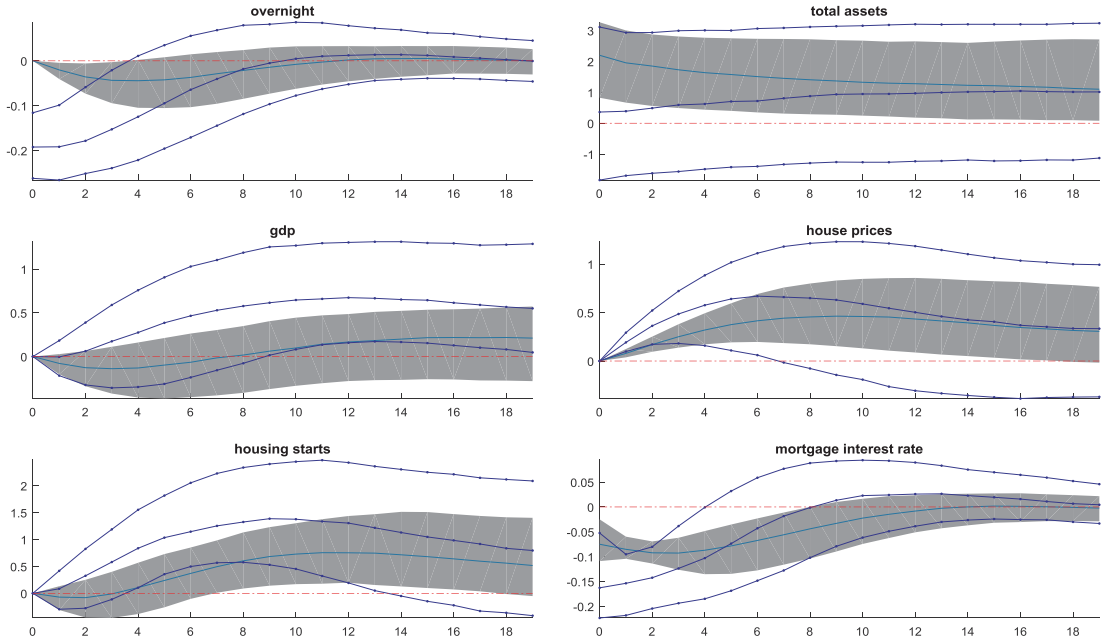 overnight
0
-0.1
-0.2
0 2 4 6 8 10 12 14 16 18
total assets
3
2
1
0
-1
0 2 4 6 8 10 12 14 16 18
gdp
1
0.5
0
0 2 4 6 8 10 12 14 16 18
house prices
1
0.5
0
0 2 4 6 8 10 12 14 16 18
housing starts
2
1.5
1
0.5
0
0 2 4 6 8 10 12 14 16 18
mortgage interest rate
0.05
0
-0.05
-0.1
-0.15
-0.2
0 2 4 6 8 10 12 14 16 18